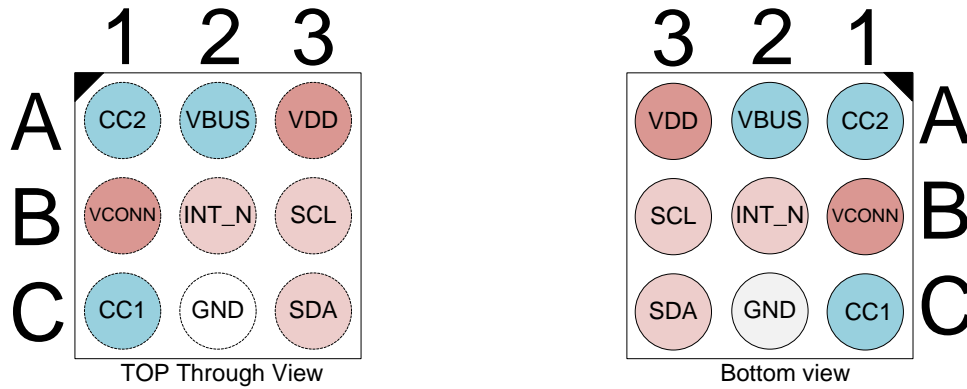 1 2 3
A CC2 VBUS VDD
B VCONN INT_N SCL
C CC1 GND SDA
TOP Through View
3 2 1
VDD VBUS CC2 A
SCL INT_N VCONN B
SDA GND CC1 C
Bottom view